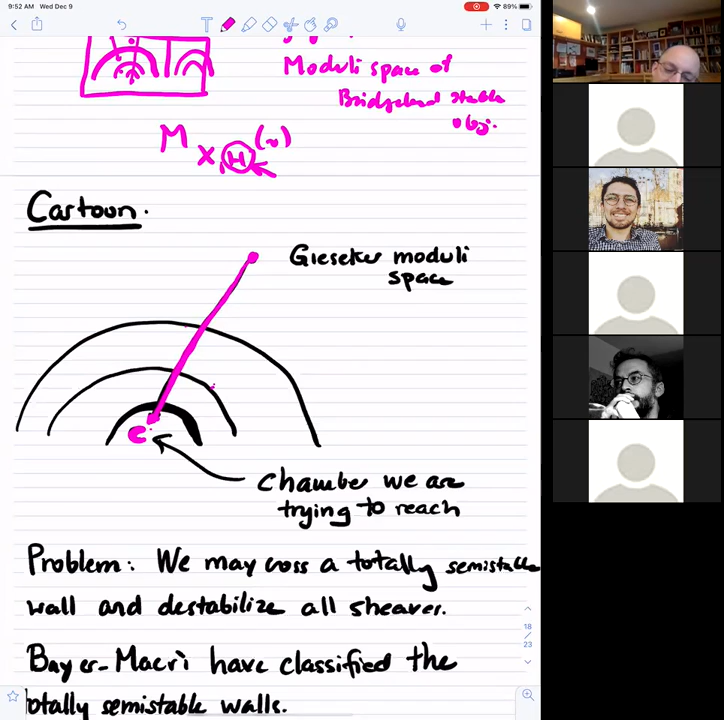 9:52 AM Wed Dec 9
89%
Moduli space of
Bridgeland stable
obj.
M X,H (v)
Cartoon.
Gieseker moduli
space
C
Chamber we are
trying to reach
Problem: We may cross a totally semistable
wall and destabilize all sheaves.
18
/
23
Bayer-Macrì have classified the
totally semistable walls.